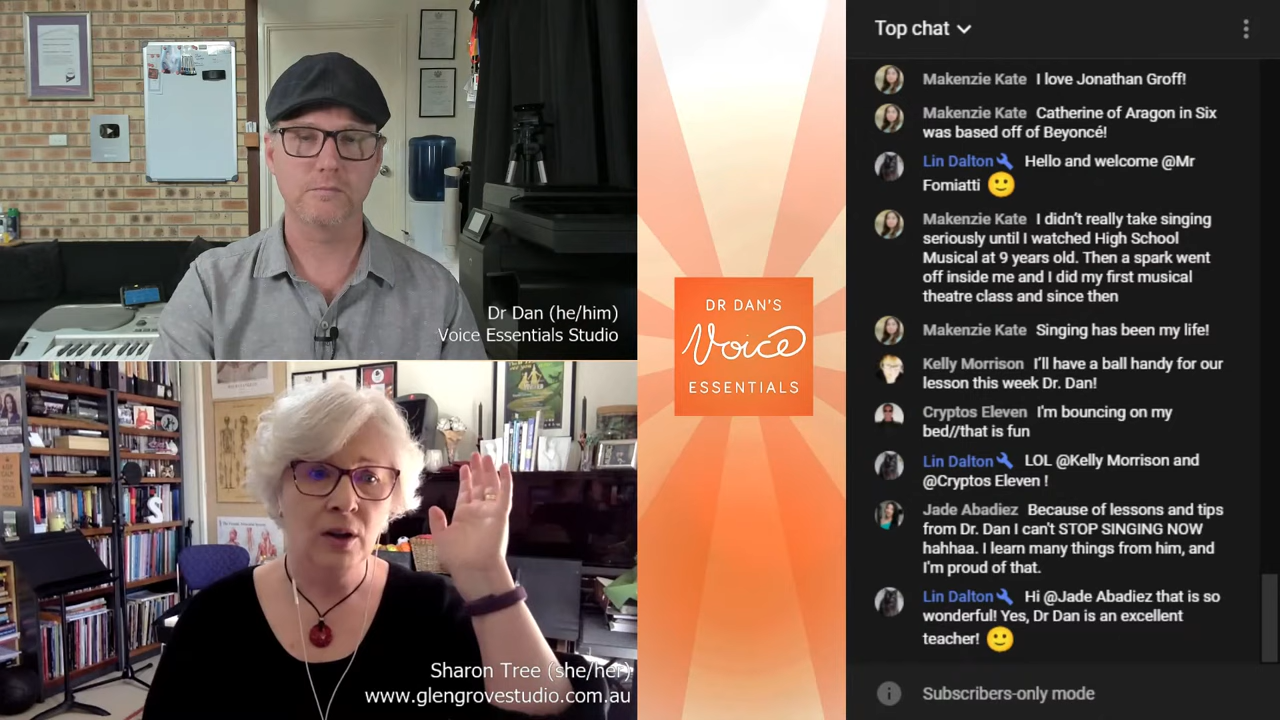 Dr Dan (he/him)
Voice Essentials Studio
Sharon Tree (she/her)
www.glengrovestudio.com.au
DR DAN'S
Voice
ESSENTIALS
Top chat
Makenzie Kate I love Jonathan Groff!
Makenzie Kate Catherine of Aragon in Six
was based off of Beyoncé!
Lin Dalton Hello and welcome @Mr
Fomiatti
Makenzie Kate I didn't really take singing
seriously until I watched High School
Musical at 9 years old. Then a spark went
off inside me and I did my first musical
theatre class and since then
Makenzie Kate Singing has been my life!
Kelly Morrison I'll have a ball handy for our
lesson this week Dr. Dan!
Cryptos Eleven I'm bouncing on my
bed//that is fun
Lin Dalton LOL @Kelly Morrison and
@Cryptos Eleven !
Jade Abadiez Because of lessons and tips
from Dr. Dan I can't STOP SINGING NOW
hahhaa. I learn many things from him, and
I'm proud of that.
Lin Dalton Hi @Jade Abadiez that is so
wonderful! Yes, Dr Dan is an excellent
teacher!
Subscribers-only mode